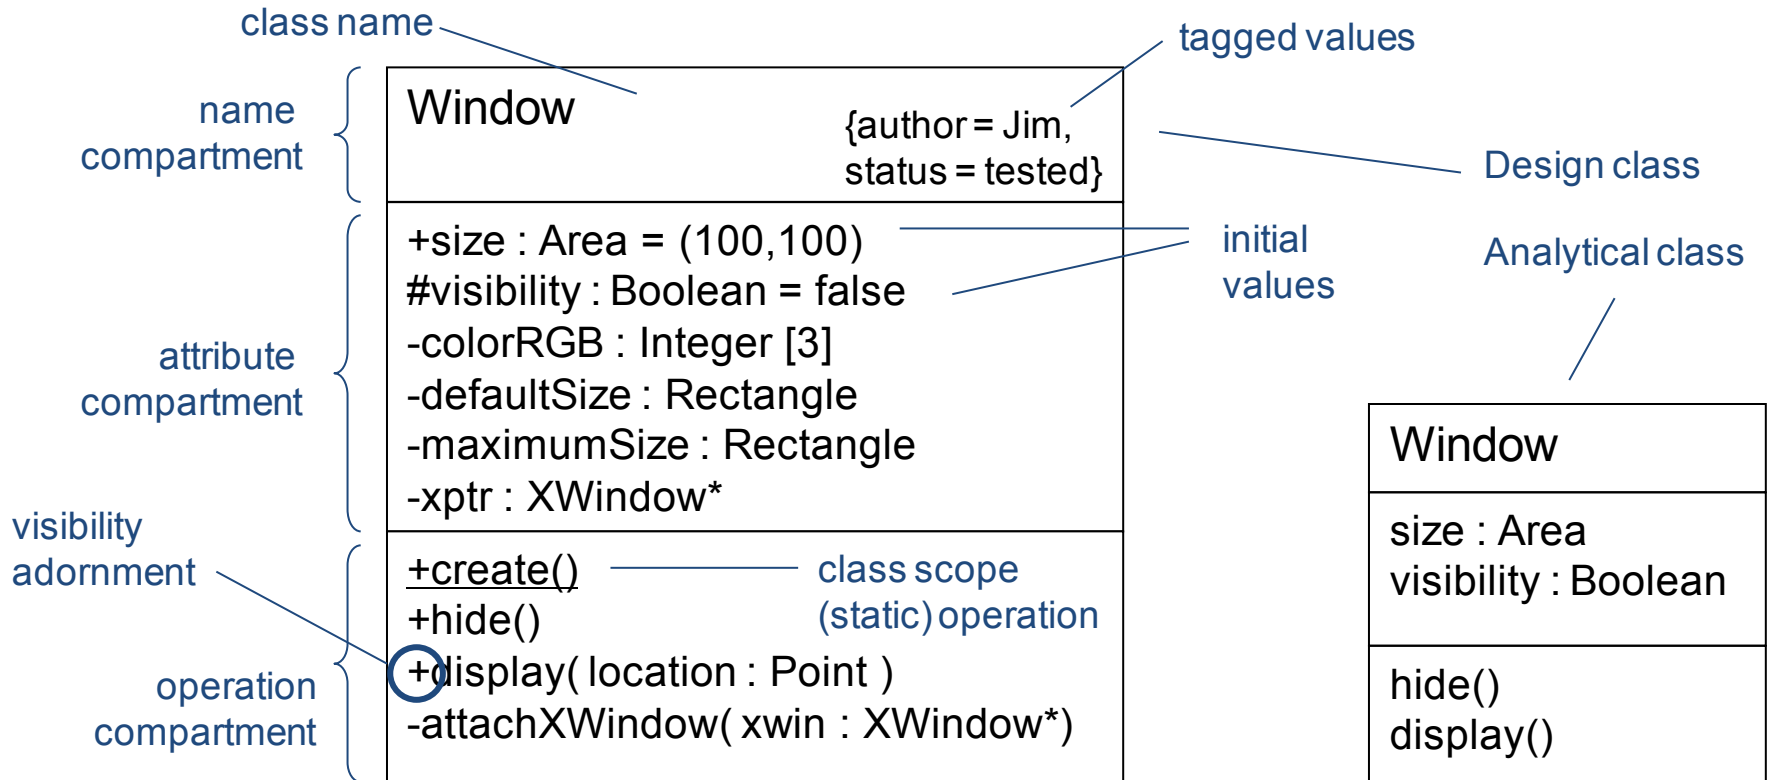 class name
tagged values
name
compartment
Window
{author = Jim,
status = tested}
Design class
Analytical class
attribute
compartment
+size : Area = (100,100)
#visibility : Boolean = false
-colorRGB : Integer [3]
-defaultSize : Rectangle
-maximumSize : Rectangle
-xptr : XWindow*
initial
values
visibility
adornment
operation
compartment
+create()
+hide()
+display( location : Point )
-attachXWindow( xwin : XWindow*)
class scope
(static) operation
Window
size : Area
visibility : Boolean
hide()
display()